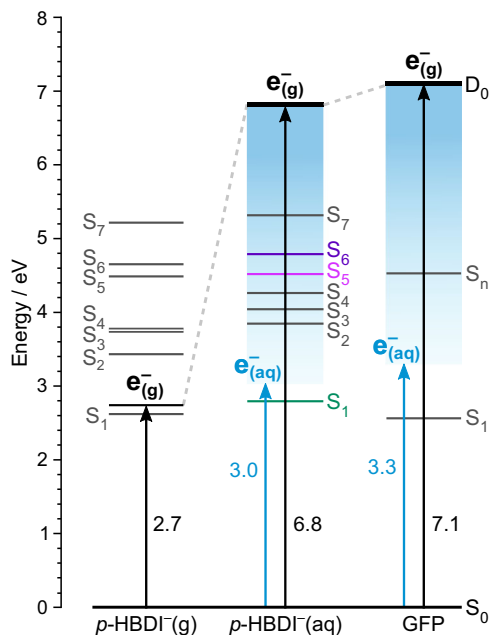 8
7
6
5
4
3
2
1
0
Energy / eV
S₇
S₆
S₅
S₄
S₃
S₂
e⁻(g)
S₁
2.7
p-HBDI⁻(g)
e⁻(g)
S₇
S₆
S₅
S₄
S₃
S₂
e⁻(aq)
S₁
3.0
6.8
p-HBDI⁻(aq)
e⁻(g)
D₀
Sₙ
e⁻(aq)
S₁
3.3
7.1
S₀
GFP